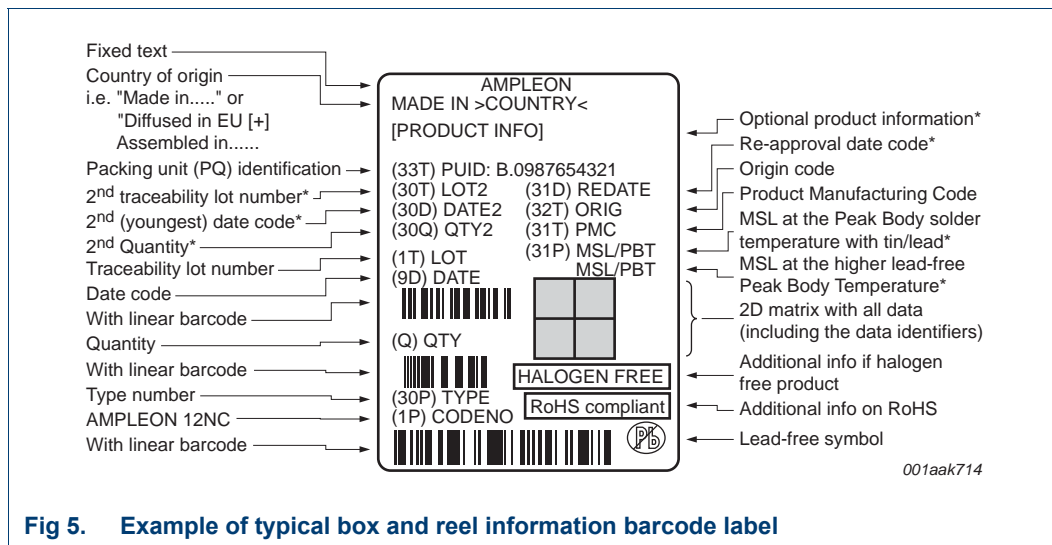 Fixed text
Country of origin
i.e. "Made in....." or
"Diffused in EU [+]
Assembled in......
Packing unit (PQ) identification
2nd traceability lot number*
2nd (youngest) date code*
2nd Quantity*
Traceability lot number
Date code
With linear barcode
Quantity
With linear barcode
Type number
AMPLEON 12NC
With linear barcode
AMPLEON
MADE IN >COUNTRY<
[PRODUCT INFO]
(33T) PUID: B.0987654321
(30T) LOT2 (31D) REDATE
(30D) DATE2 (32T) ORIG
(30Q) QTY2 (31T) PMC
(31P) MSL/PBT
(1T) LOT MSL/PBT
(9D) DATE
(Q) QTY
HALOGEN FREE
(30P) TYPE
RoHS compliant
(1P) CODENO
Pb
Optional product information*
Re-approval date code*
Origin code
Product Manufacturing Code
MSL at the Peak Body solder
temperature with tin/lead*
MSL at the higher lead-free
Peak Body Temperature*
2D matrix with all data
(including the data identifiers)
Additional info if halogen
free product
Additional info on RoHS
Lead-free symbol
001aak714
Fig 5. Example of typical box and reel information barcode label